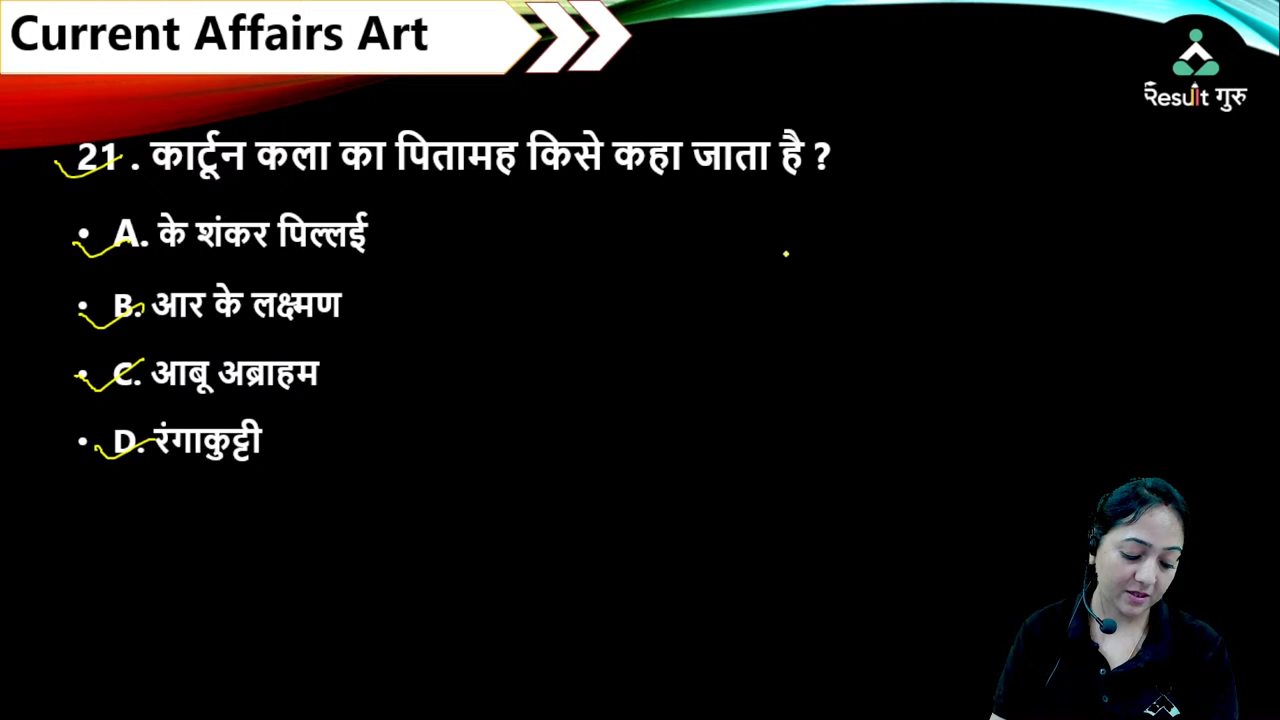 Current Affairs Art
Result गुरु
21 . कार्टून कला का पितामह किसे कहा जाता है ?
• A. के शंकर पिल्लई
• B. आर के लक्ष्मण
• C. आबू अब्राहम
• D. रंगाकुट्टी